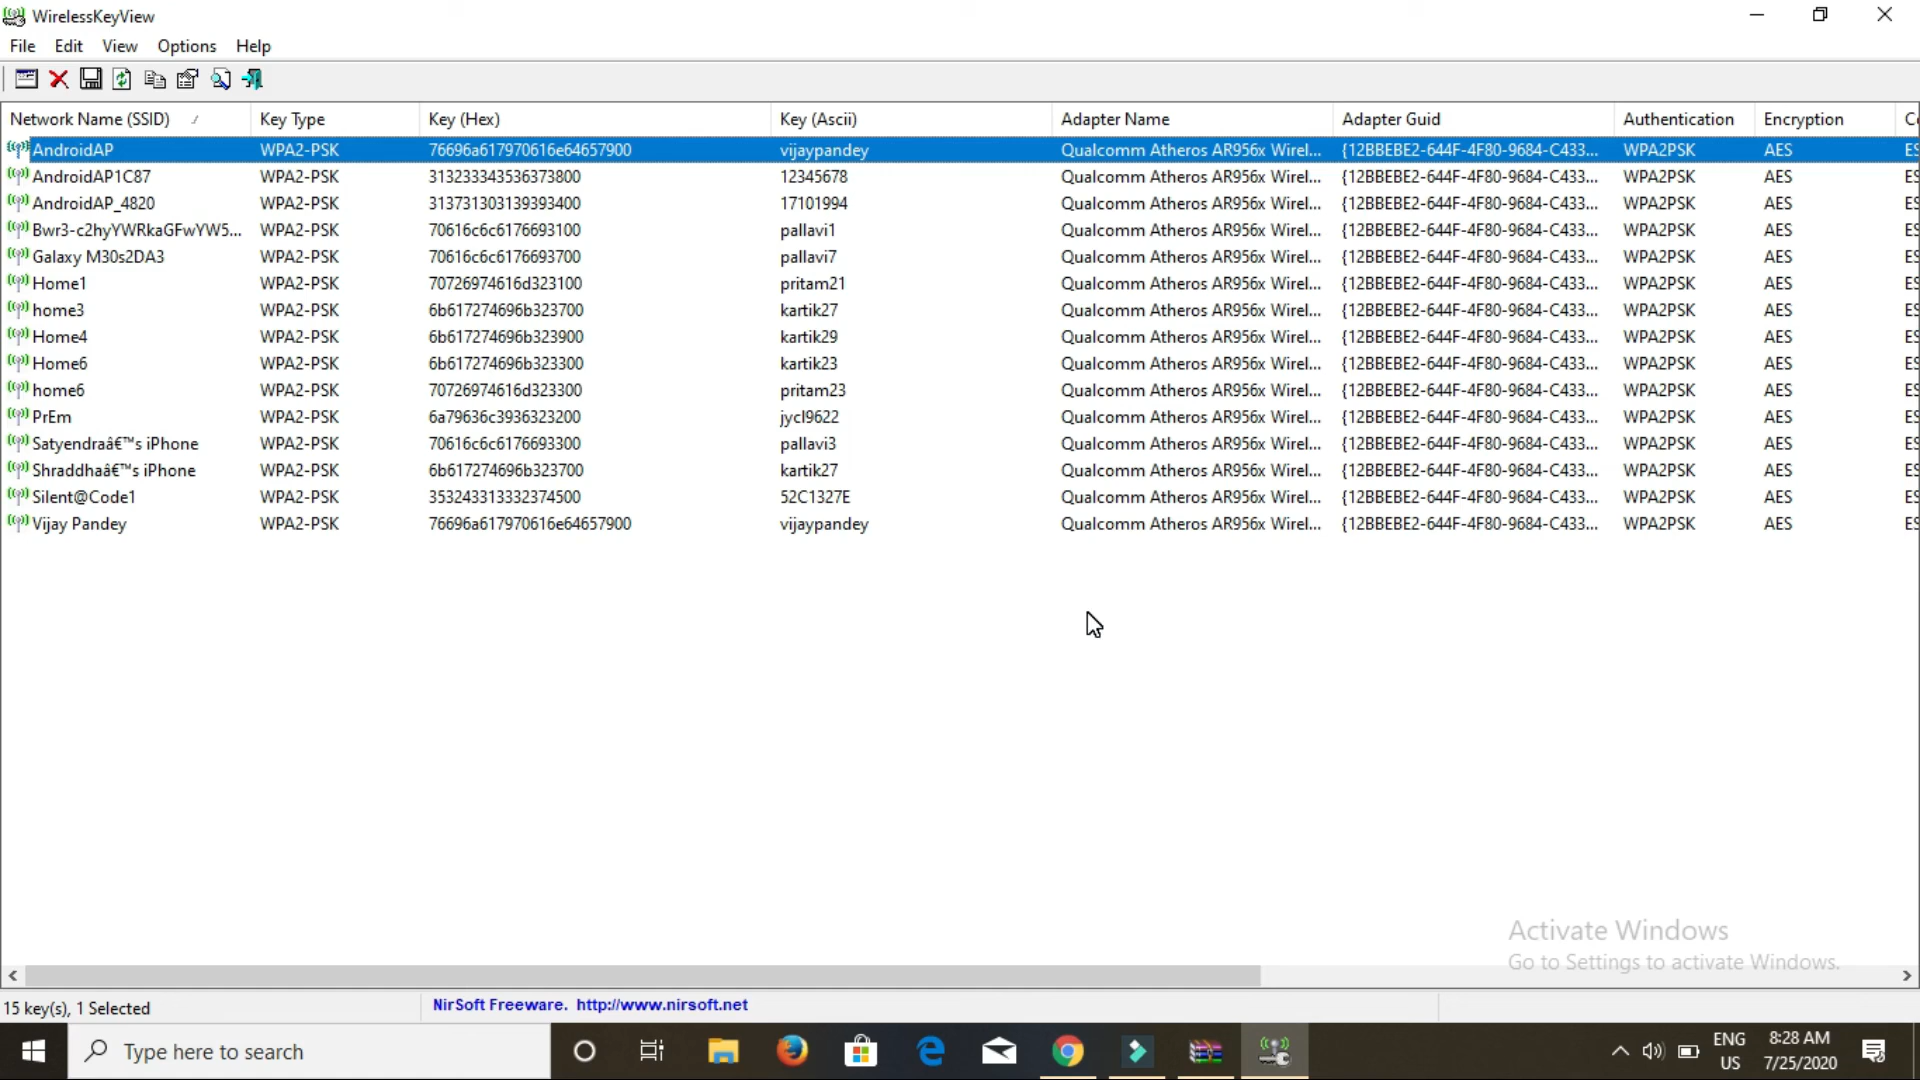 WirelessKeyView
File Edit View Options Help
Network Name (SSID) Key Type Key (Hex) Key (Ascii) Adapter Name Adapter Guid Authentication Encryption
AndroidAP WPA2-PSK 76696a617970616e64657900 vijaypandey Qualcomm Atheros AR956x Wirel... {12BBEBE2-644F-4F80-9684-C433... WPA2PSK AES ES
AndroidAP1C87 WPA2-PSK 313233343536373800 12345678 Qualcomm Atheros AR956x Wirel... {12BBEBE2-644F-4F80-9684-C433... WPA2PSK AES ES
AndroidAP_4820 WPA2-PSK 313731303139393400 17101994 Qualcomm Atheros AR956x Wirel... {12BBEBE2-644F-4F80-9684-C433... WPA2PSK AES ES
Bwr3-c2hyYWRkaGFwYW5... WPA2-PSK 70616c6c6176693100 pallavi1 Qualcomm Atheros AR956x Wirel... {12BBEBE2-644F-4F80-9684-C433... WPA2PSK AES ES
Galaxy M30s2DA3 WPA2-PSK 70616c6c6176693700 pallavi7 Qualcomm Atheros AR956x Wirel... {12BBEBE2-644F-4F80-9684-C433... WPA2PSK AES ES
Home1 WPA2-PSK 70726974616d323100 pritam21 Qualcomm Atheros AR956x Wirel... {12BBEBE2-644F-4F80-9684-C433... WPA2PSK AES ES
home3 WPA2-PSK 6b617274696b323700 kartik27 Qualcomm Atheros AR956x Wirel... {12BBEBE2-644F-4F80-9684-C433... WPA2PSK AES ES
Home4 WPA2-PSK 6b617274696b323900 kartik29 Qualcomm Atheros AR956x Wirel... {12BBEBE2-644F-4F80-9684-C433... WPA2PSK AES ES
Home6 WPA2-PSK 6b617274696b323300 kartik23 Qualcomm Atheros AR956x Wirel... {12BBEBE2-644F-4F80-9684-C433... WPA2PSK AES ES
home6 WPA2-PSK 70726974616d323300 pritam23 Qualcomm Atheros AR956x Wirel... {12BBEBE2-644F-4F80-9684-C433... WPA2PSK AES ES
PrEm WPA2-PSK 6a79636c3936323200 jycl9622 Qualcomm Atheros AR956x Wirel... {12BBEBE2-644F-4F80-9684-C433... WPA2PSK AES ES
Satyendraâ€™s iPhone WPA2-PSK 70616c6c6176693300 pallavi3 Qualcomm Atheros AR956x Wirel... {12BBEBE2-644F-4F80-9684-C433... WPA2PSK AES ES
Shraddhaâ€™s iPhone WPA2-PSK 6b617274696b323700 kartik27 Qualcomm Atheros AR956x Wirel... {12BBEBE2-644F-4F80-9684-C433... WPA2PSK AES ES
Silent@Code1 WPA2-PSK 353243313332374500 52C1327E Qualcomm Atheros AR956x Wirel... {12BBEBE2-644F-4F80-9684-C433... WPA2PSK AES ES
Vijay Pandey WPA2-PSK 76696a617970616e64657900 vijaypandey Qualcomm Atheros AR956x Wirel... {12BBEBE2-644F-4F80-9684-C433... WPA2PSK AES ES
Activate Windows
Go to Settings to activate Windows.
15 key(s), 1 Selected NirSoft Freeware. http://www.nirsoft.net
Type here to search
ENG
US
8:28 AM
7/25/2020